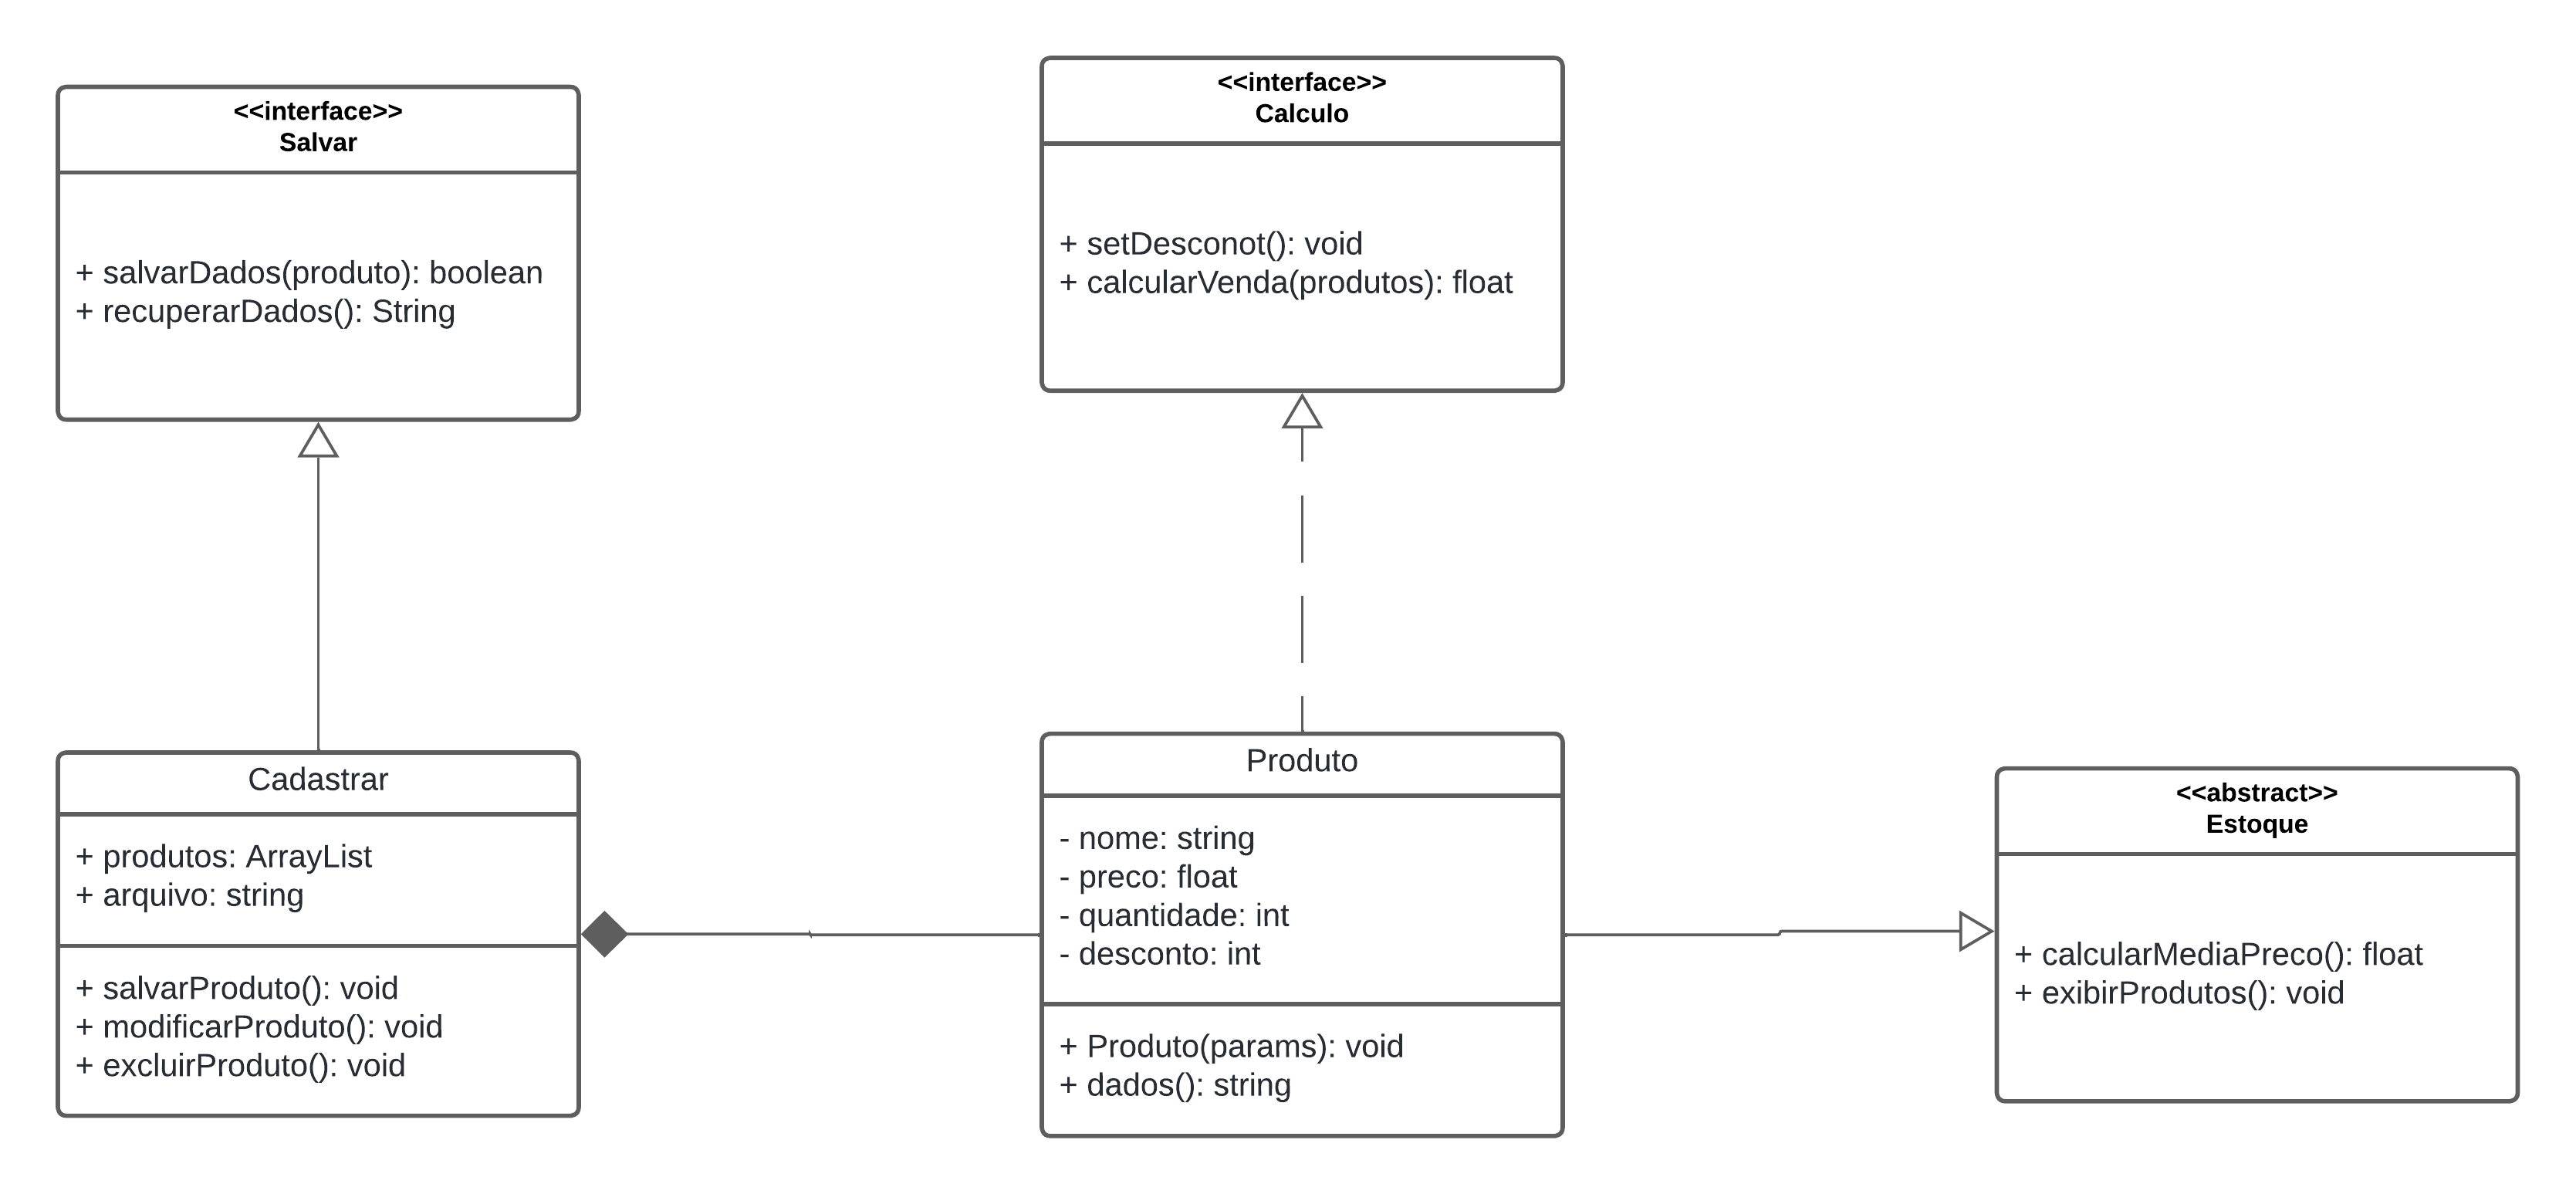 <<interface>>
Salvar
+ salvarDados(produto): boolean
+ recuperarDados(): String
<<interface>>
Calculo
+ setDesconot(): void
+ calcularVenda(produtos): float
Cadastrar
+ produtos: ArrayList
+ arquivo: string
+ salvarProduto(): void
+ modificarProduto(): void
+ excluirProduto(): void
Produto
- nome: string
- preco: float
- quantidade: int
- desconto: int
+ Produto(params): void
+ dados(): string
<<abstract>>
Estoque
+ calcularMediaPreco(): float
+ exibirProdutos(): void